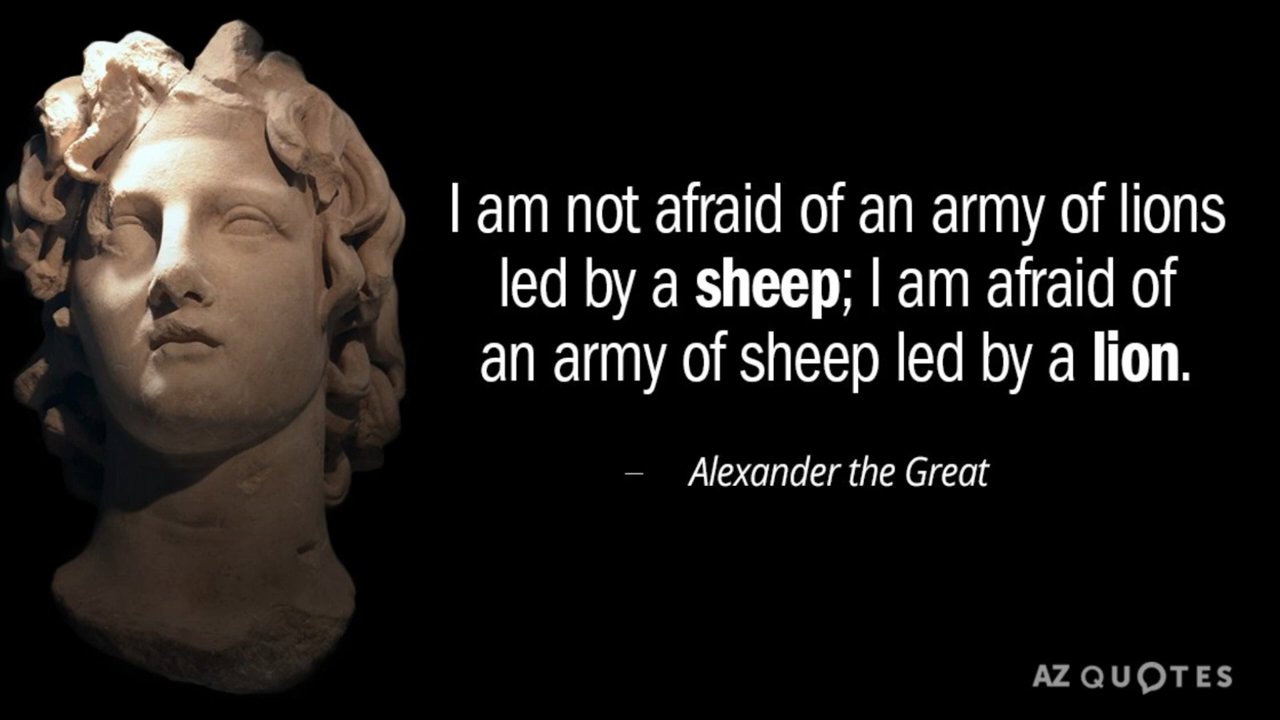 I am not afraid of an army of lions
led by a sheep; I am afraid of
an army of sheep led by a lion.
– Alexander the Great
AZ QUOTES